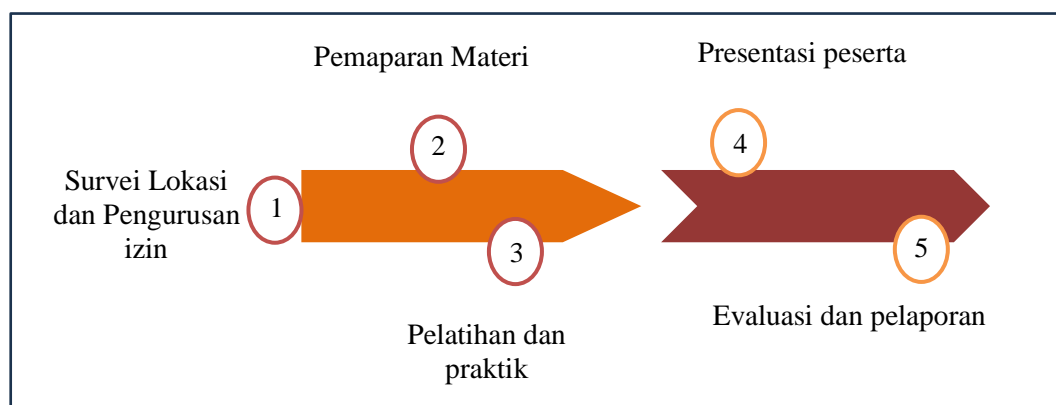 Survei Lokasi
dan Pengurusan
izin
1
Pemaparan Materi
2
3
Pelatihan dan
praktik
Presentasi peserta
4
5
Evaluasi dan pelaporan